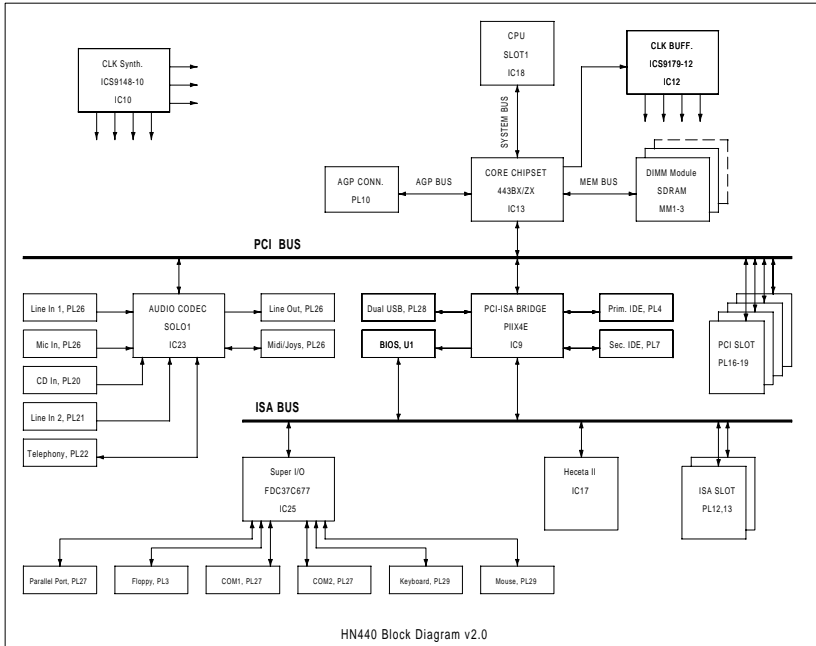 CLK Synth.
ICS9148-10
IC10
CPU
SLOT1
IC18
CLK BUFF.
ICS9179-12
IC12
SYSTEM BUS
AGP CONN.
PL10
AGP BUS
CORE CHIPSET
443BX/ZX
IC13
MEM BUS
DIMM Module
SDRAM
MM1-3
PCI BUS
Line In 1, PL26
Mic In, PL26
CD In, PL20
Line In 2, PL21
Telephony, PL22
AUDIO CODEC
SOLO1
IC23
Line Out, PL26
Midi/Joys, PL26
Dual USB, PL28
BIOS, U1
PCI-ISA BRIDGE
PIIX4E
IC9
Prim. IDE, PL4
Sec. IDE, PL7
PCI SLOT
PL16-19
ISA BUS
Super I/O
FDC37C677
IC25
Heceta II
IC17
ISA SLOT
PL12,13
Parallel Port, PL27
Floppy, PL3
COM1, PL27
COM2, PL27
Keyboard, PL29
Mouse, PL29
HN440 Block Diagram v2.0